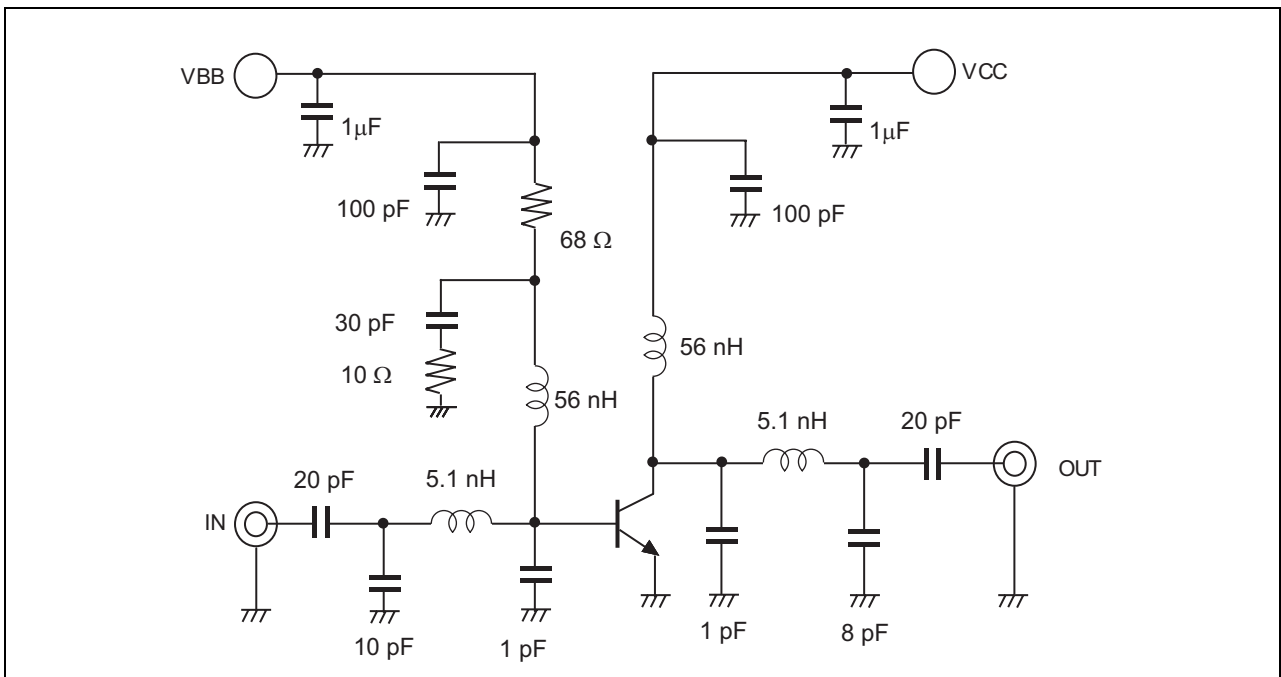 VBB
VCC
1μF
1μF
100 pF
100 pF
68 Ω
30 pF
56 nH
10 Ω
56 nH
5.1 nH
20 pF
OUT
20 pF
5.1 nH
IN
10 pF
1 pF
1 pF
8 pF